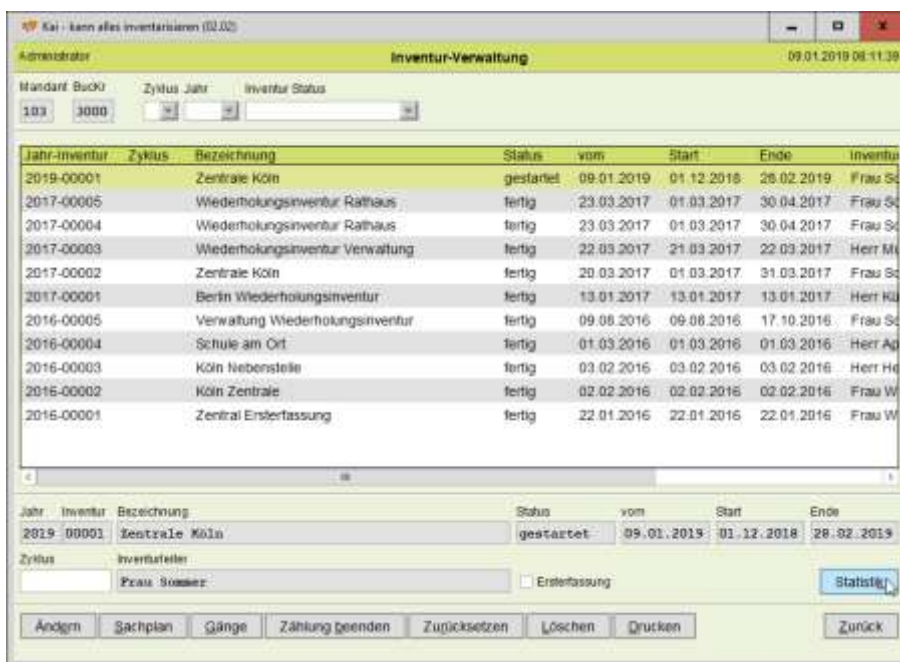 Kai - kann alles inventarisieren (02.02)
Administrator Inventur-Verwaltung 09.01.2019 08:11:39
Mandant BucKr Zyklus Jahr Inventur Status
103 3000
Jahr-Inventur Zyklus Bezeichnung Status vom Start Ende Inventu
2019-00001 Zentrale Köln gestartet 09.01.2019 01.12.2018 28.02.2019 Frau So
2017-00005 Wiederholungsinventur Rathaus fertig 23.03.2017 01.03.2017 30.04.2017 Frau So
2017-00004 Wiederholungsinventur Rathaus fertig 23.03.2017 01.03.2017 30.04.2017 Frau So
2017-00003 Wiederholungsinventur Verwaltung fertig 22.03.2017 21.03.2017 22.03.2017 Herr Mü
2017-00002 Zentrale Köln fertig 20.03.2017 01.03.2017 31.03.2017 Frau So
2017-00001 Berlin Wiederholungsinventur fertig 13.01.2017 13.01.2017 13.01.2017 Herr Kü
2016-00005 Verwaltung Wiederholungsinventur fertig 09.08.2016 09.08.2016 17.10.2016 Frau So
2016-00004 Schule am Ort fertig 01.03.2016 01.03.2016 01.03.2016 Herr Ap
2016-00003 Köln Nebenstelle fertig 03.02.2016 03.02.2016 03.02.2016 Herr He
2016-00002 Köln Zentrale fertig 02.02.2016 02.02.2016 02.02.2016 Frau W
2016-00001 Zentral Ersterfassung fertig 22.01.2016 22.01.2016 22.01.2016 Frau W
Jahr Inventur Bezeichnung Status vom Start Ende
2019 00001 Zentrale Köln gestartet 09.01.2019 01.12.2018 28.02.2019
Zyklus Inventurleiter
Frau Sommer Ersterfassung Statistik
Ändern Sachplan Gänge Zählung beenden Zurücksetzen Löschen Drucken Zurück